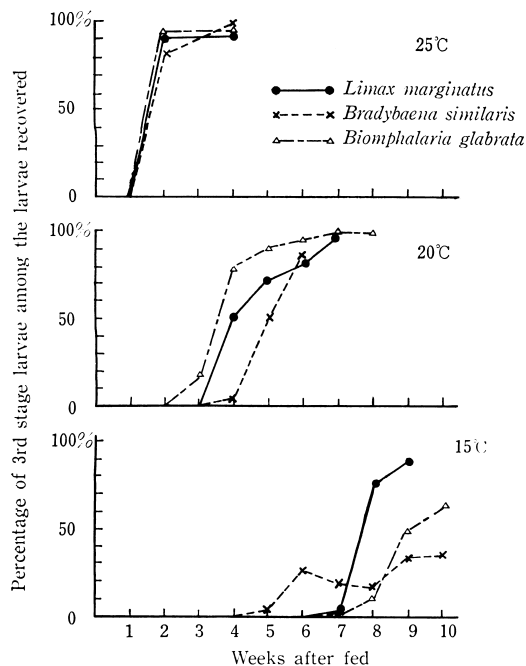 Percentage of 3rd stage larvae among the larvae recovered
100%
50
0
25℃
Limax marginatus
Bradybaena similaris
Biomphalaria glabrata
100%
50
0
20℃
100%
50
0
15℃
1 2 3 4 5 6 7 8 9 10
Weeks after fed